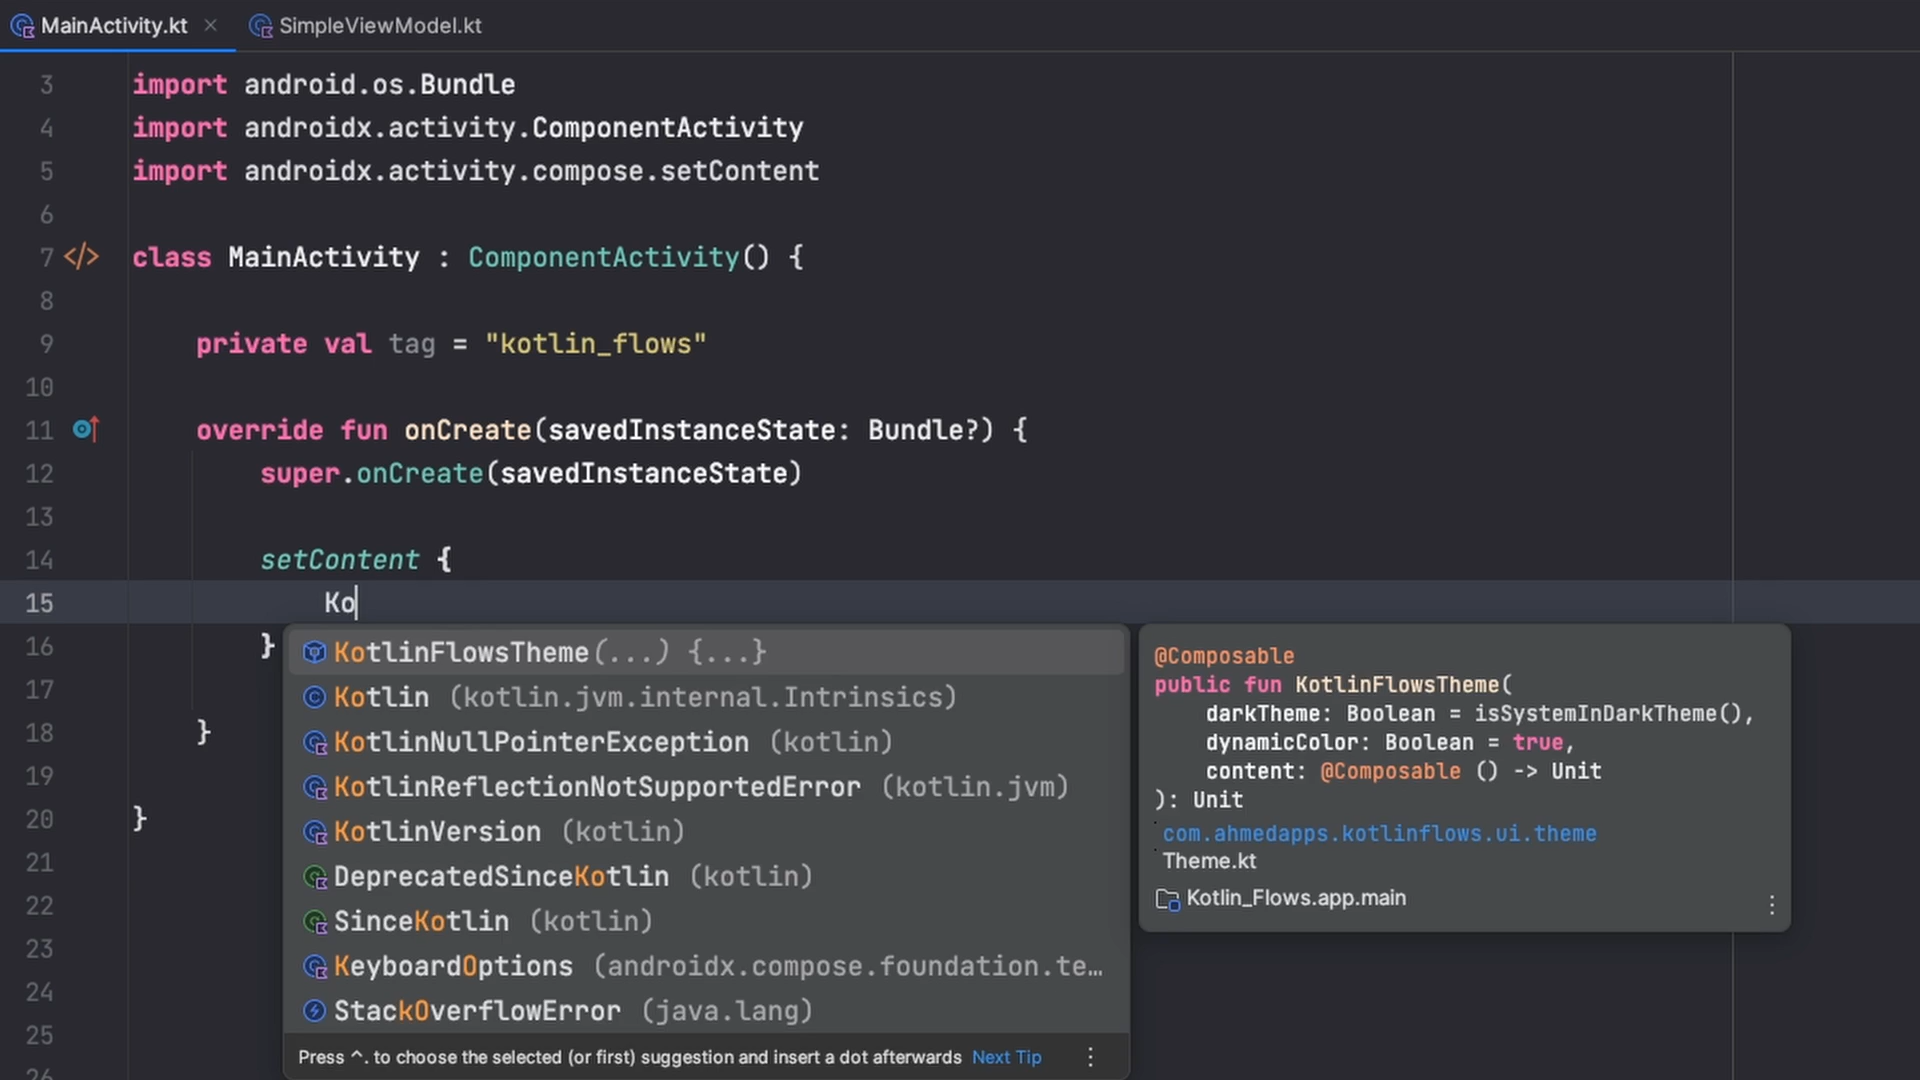 MainActivity.kt × SimpleViewModel.kt
3 import android.os.Bundle
4 import androidx.activity.ComponentActivity
5 import androidx.activity.compose.setContent
6
7 </> class MainActivity : ComponentActivity() {
8
9 private val tag = "kotlin_flows"
10
11 override fun onCreate(savedInstanceState: Bundle?) {
12 super.onCreate(savedInstanceState)
13
14 setContent {
15 Ko
16 }
17
18 }
19
20 }
21
22
23
24
25
26
KotlinFlowsTheme(...) {...}
Kotlin (kotlin.jvm.internal.Intrinsics)
KotlinNullPointerException (kotlin)
KotlinReflectionNotSupportedError (kotlin.jvm)
KotlinVersion (kotlin)
DeprecatedSinceKotlin (kotlin)
SinceKotlin (kotlin)
KeyboardOptions (androidx.compose.foundation.te…
StackOverflowError (java.lang)
Press ^. to choose the selected (or first) suggestion and insert a dot afterwards Next Tip
@Composable
public fun KotlinFlowsTheme(
darkTheme: Boolean = isSystemInDarkTheme(),
dynamicColor: Boolean = true,
content: @Composable () -> Unit
): Unit
com.ahmedapps.kotlinflows.ui.theme
Theme.kt
Kotlin_Flows.app.main